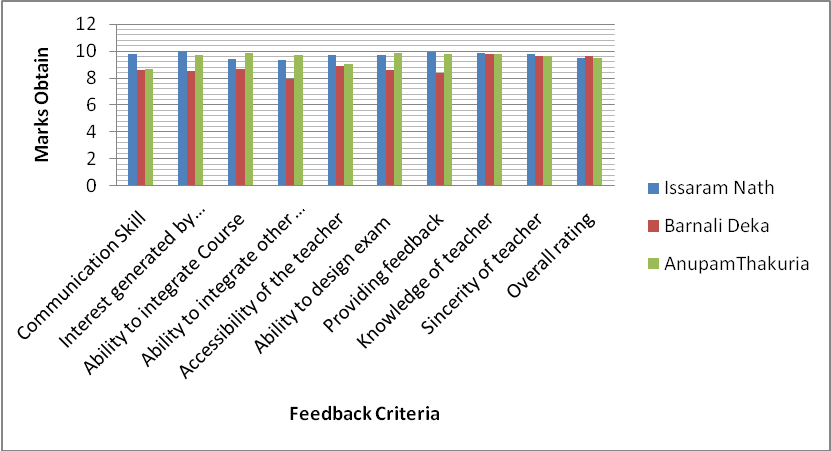 12
10
8
6
4
2
0
Marks Obtain
Communication Skill
Interest generated by...
Ability to integrate Course
Ability to integrate other...
Accessibility of the teacher
Ability to design exam
Providing feedback
Knowledge of teacher
Sincerity of teacher
Overall rating
Feedback Criteria
Issaram Nath
Barnali Deka
AnupamThakuria